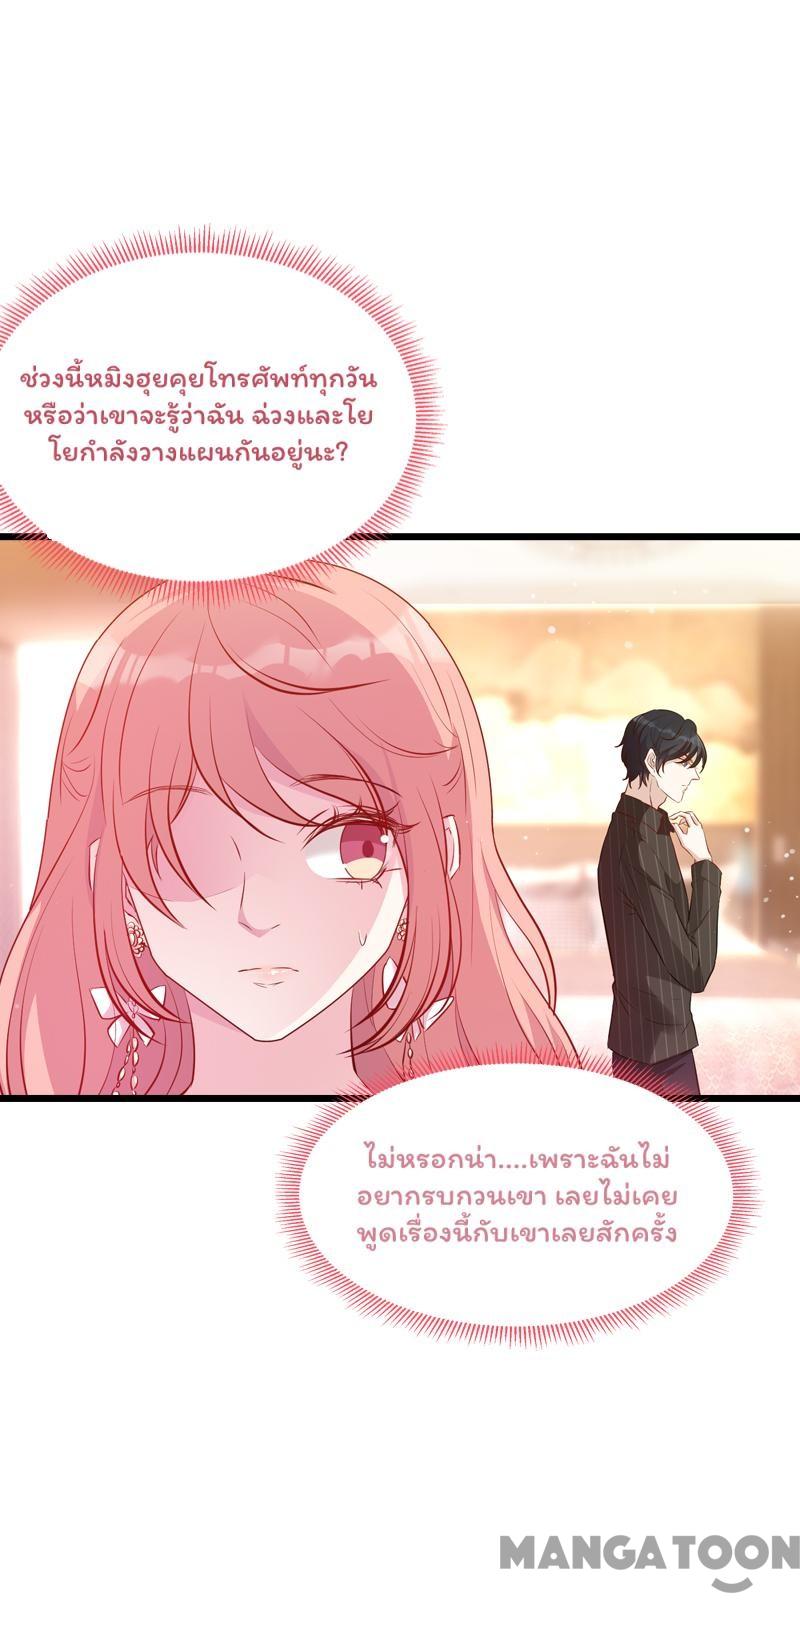 ช่วงนี้หมิงฮุยคุยโทรศัพท์ทุกวัน
หรือว่าเขาจะรู้ว่าฉัน ฉ่วงและโย
โยกำลังวางแผนกันอยู่นะ?
ไม่หรอกน่า....เพราะฉันไม่
อยากรบกวนเขา เลยไม่เคย
พูดเรื่องนี้กับเขาเลยสักครั้ง
MANGATOON